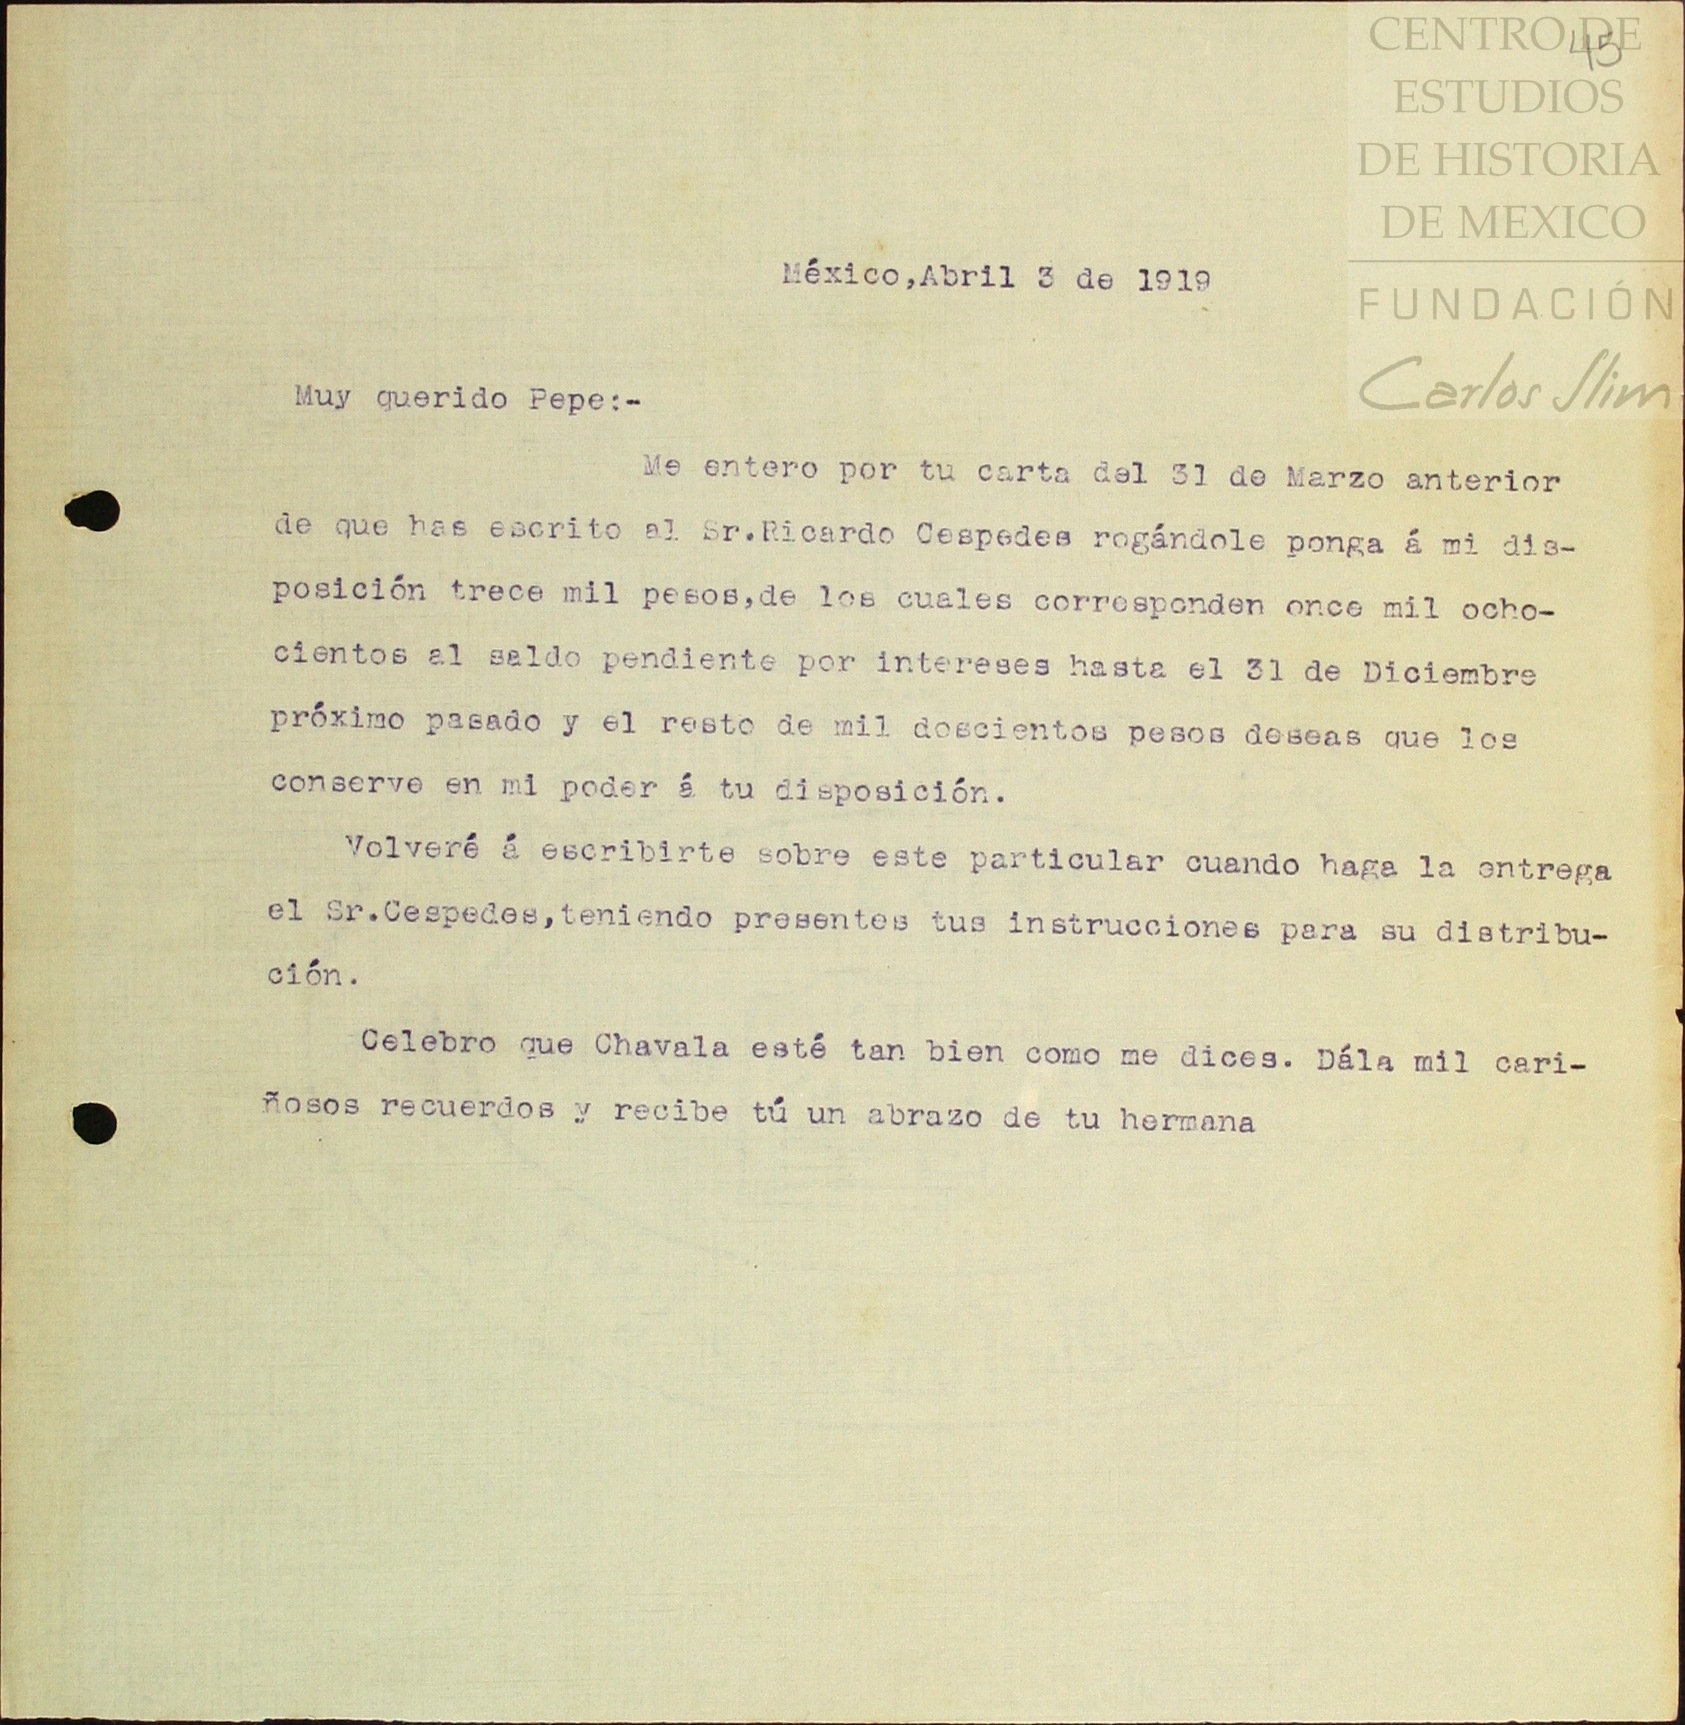 CENTRO DE
45
ESTUDIOS
DE HISTORIA
DE MEXICO
FUNDACIÓN
Carlos Slim
México,Abril 3 de 1919
Muy querido Pepe:-
Me entero por tu carta del 31 de Marzo anterior
de que has escrito al Sr.Ricardo Cespedes rogándole ponga á mi dis-
posición trece mil pesos,de los cuales corresponden once mil ocho-
cientos al saldo pendiente por intereses hasta el 31 de Diciembre
próximo pasado y el resto de mil doscientos pesos deseas que los
conserve en mi poder á tu disposición.
Volveré á escribirte sobre este particular cuando haga la entrega
el Sr.Cespedes,teniendo presentes tus instrucciones para su distribu-
ción.
Celebro que Chavala esté tan bien como me dices. Dála mil cari-
ñosos recuerdos y recibe tú un abrazo de tu hermana